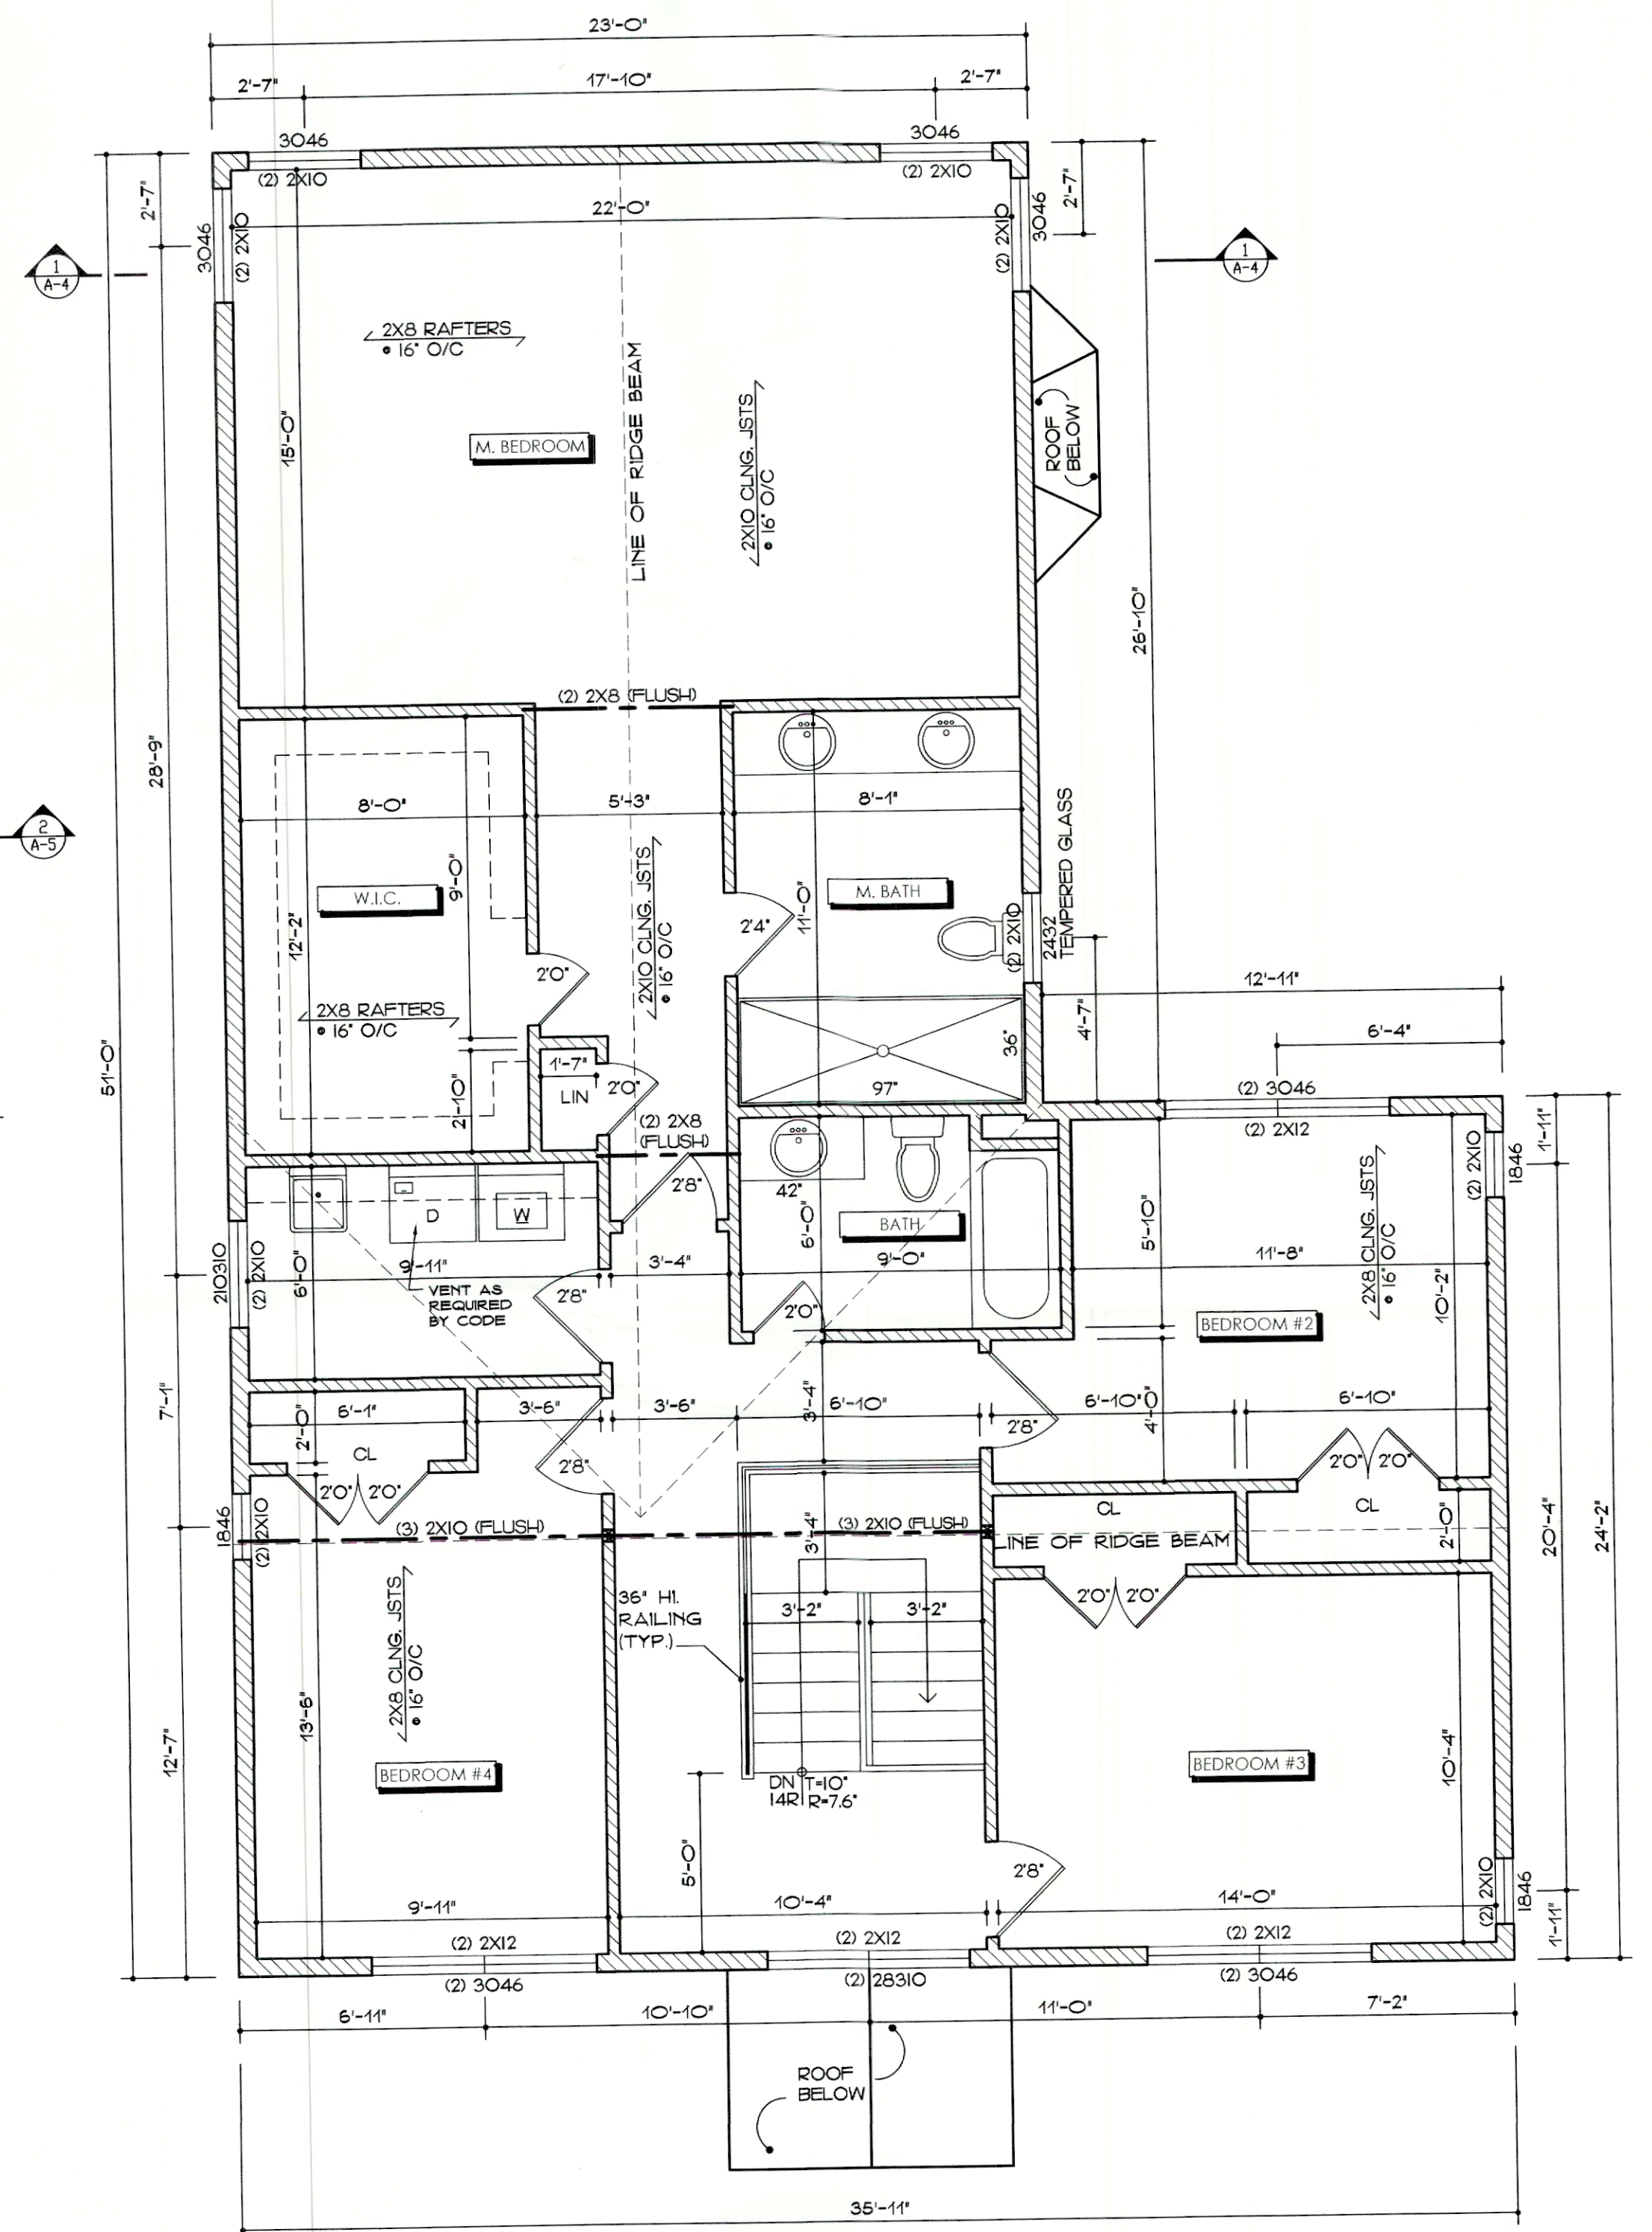 23'-0"
2'-7"
17'-10"
2'-7"
3046
3046
(2) 2X10
(2) 2X10
2'-7"
2'-7"
3046
(2) 2X10
22'-0"
(2) 2X10
3046
1
A-4
1
A-4
2X8 RAFTERS
@ 16" O/C
LINE OF RIDGE BEAM
2X10 CLNG. JSTS
@ 16" O/C
ROOF
BELOW
15'-0"
M. BEDROOM
26'-10"
(2) 2X8 (FLUSH)
28'-9"
8'-0"
5'-3"
8'-1"
2
A-5
9'-0"
W.I.C.
2X10 CLNG. JSTS
@ 16" O/C
M. BATH
11'-0"
2'4"
12'-2"
2'0"
(2) 2X10
2432
TEMPERED GLASS
12'-11"
2X8 RAFTERS
@ 16" O/C
4'-7"
6'-4"
36"
51'-0"
1'-7"
2'0"
LIN
97"
2'-10"
(2) 2X8
(FLUSH)
(2) 3046
(2) 2X12
1'-11"
(2) 2X10
1846
2'8"
42"
D
W
BATH
6'-0"
5'-10"
2X8 CLNG. JSTS
@ 16" O/C
21031O
(2) 2X10
6'-0"
9'-11"
3'-4"
9'-0"
11'-8"
10'-2"
VENT AS
REQUIRED
BY CODE
2'8"
2'0"
BEDROOM #2
7'-1"
6'-1"
3'-6"
3'-6"
3'-4"
6'-10"
6'-10"
4'-0"
6'-10"
2'-0"
CL
2'8"
2'8"
2'0"
2'0"
2'0"
2'0"
1846
(2) 2X10
(3) 2X10 (FLUSH)
3'-4"
(3) 2X10 (FLUSH)
CL
CL
LINE OF RIDGE BEAM
2'-0"
20'-4"
24'-2"
2'0"
2'0"
36" HI.
RAILING
(TYP.)
3'-2"
3'-2"
2X8 CLNG. JSTS
@ 16" O/C
13'-6"
12'-7"
BEDROOM #4
DN T=10"
14R R=7.6"
BEDROOM #3
10'-4"
5'-0"
2'8"
9'-11"
10'-4"
14'-0"
(2) 2X10
1846
1'-11"
(2) 2X12
(2) 2X12
(2) 2X12
(2) 3046
(2) 28310
(2) 3046
6'-11"
10'-10"
11'-0"
7'-2"
ROOF
BELOW
35'-11"